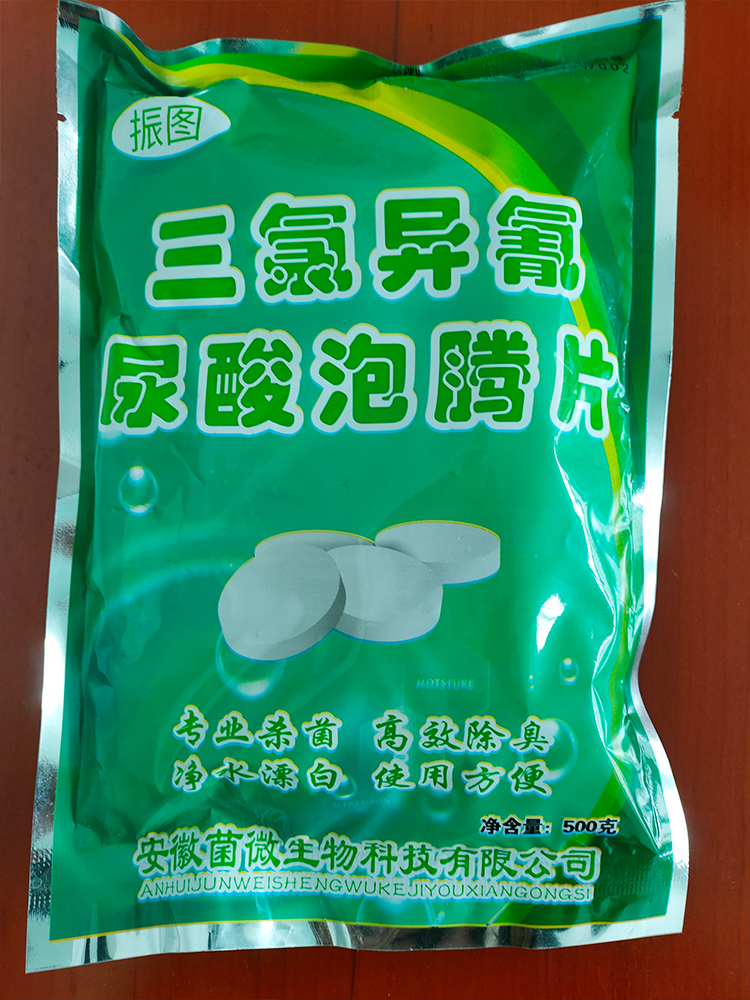 振图
三氯异氰
尿酸泡腾片
MOTSTURE
专业杀菌 高效除臭
净水漂白 使用方便
净含量：500克
安徽菌微生物科技有限公司
ANHUIJUNWEISHENGWUKEJIYOUXIANGONGSI